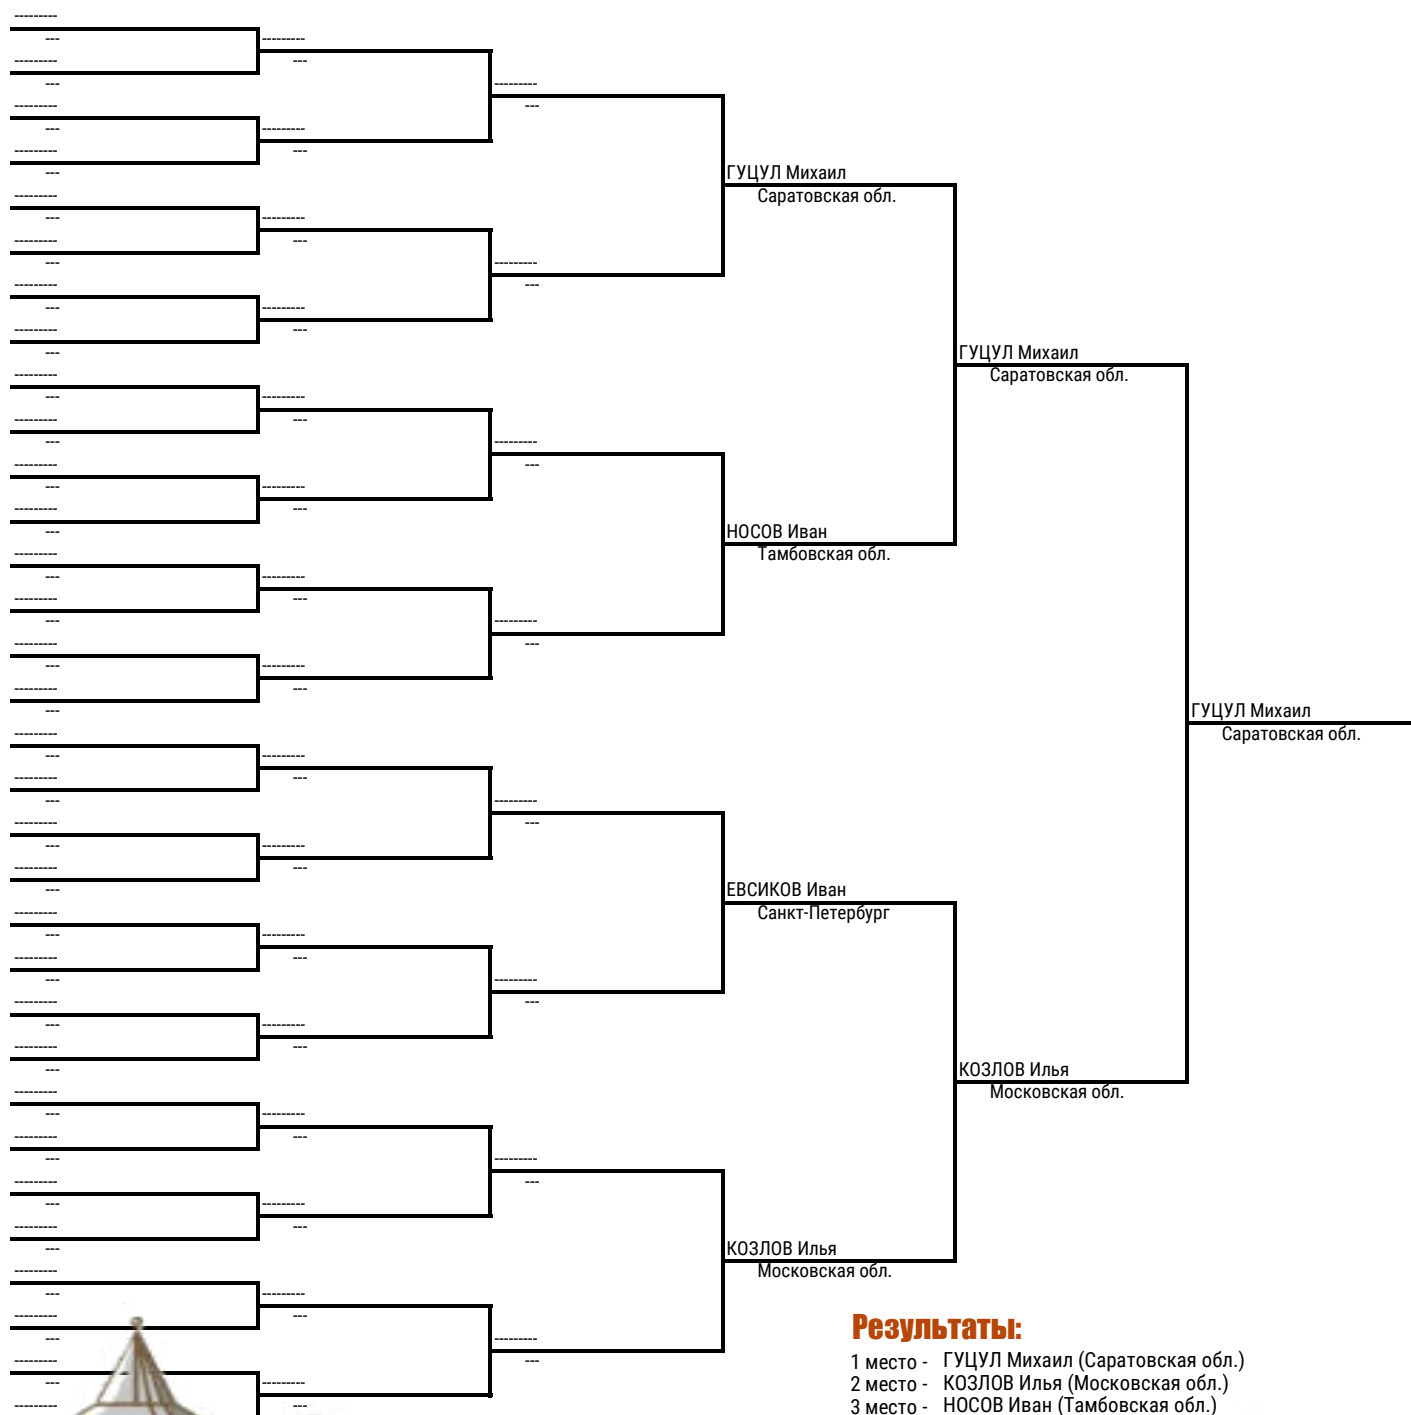 ГУЦУЛ Михаил
Саратовская обл.
ГУЦУЛ Михаил
Саратовская обл.
НОСОВ Иван
Тамбовская обл.
ГУЦУЛ Михаил
Саратовская обл.
ЕВСИКОВ Иван
Санкт-Петербург
КОЗЛОВ Илья
Московская обл.
КОЗЛОВ Илья
Московская обл.
Результаты:
1 место - ГУЦУЛ Михаил (Саратовская обл.)
2 место - КОЗЛОВ Илья (Московская обл.)
3 место - НОСОВ Иван (Тамбовская обл.)